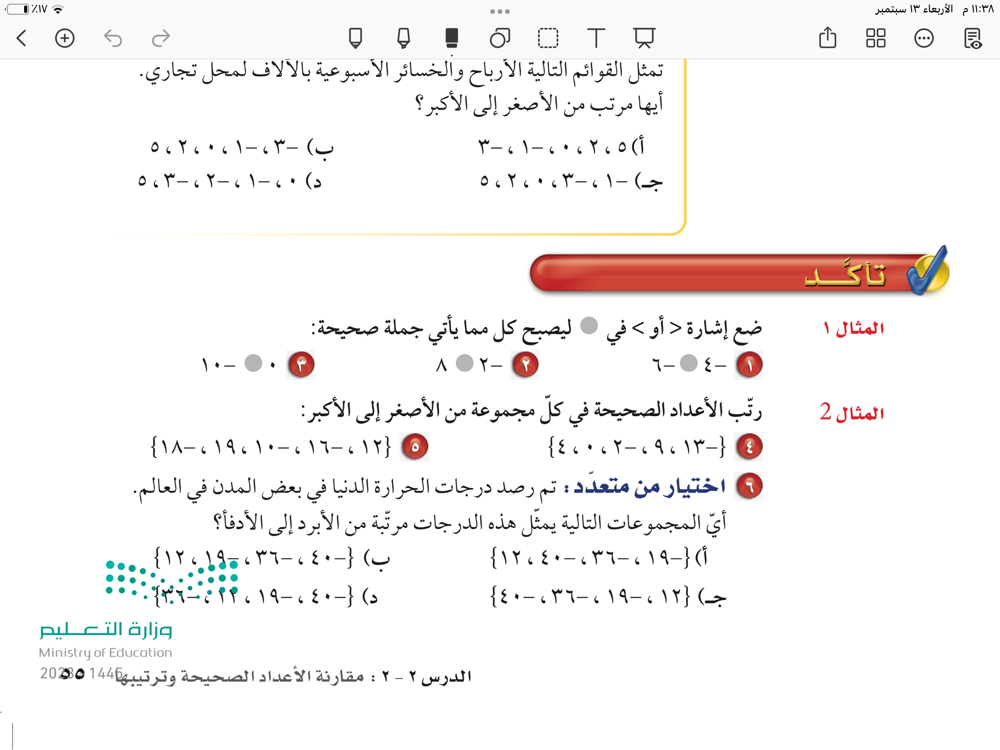 ١١:٣٨ م الأربعاء ١٣ سبتمبر
٪١٧
تمثل القوائم التالية الأرباح والخسائر الأسبوعية بالآلاف لمحل تجاري.
أيها مرتب من الأصغر إلى الأكبر؟
أ) ٥ ، ٢ ، ٠ ، −١ ، −٣ ب) −٣ ، −١ ، ٠ ، ٢ ، ٥
جـ) −١ ، −٣ ، ٠ ، ٢ ، ٥ د) ٠ ، −١ ، −٢ ، −٣ ، ٥
تأكَّـــد
المثال ١ ضع إشارة < أو > في ● ليصبح كل مما يأتي جملة صحيحة:
١ −٤ ● −٦ ٢ −٢ ● ٨ ٣ ٠ ● −١٠
المثال 2 رتّب الأعداد الصحيحة في كلّ مجموعة من الأصغر إلى الأكبر:
٤ {−١٣ ، ٩ ، −٢ ، ٠ ، ٤} ٥ {١٢ ، −١٦ ، −١٠ ، ١٩ ، −١٨}
٦ اختيار من متعدّد : تم رصد درجات الحرارة الدنيا في بعض المدن في العالم.
أيّ المجموعات التالية يمثّل هذه الدرجات مرتّبة من الأبرد إلى الأدفأ؟
أ) {−١٩ ، −٣٦ ، −٤٠ ، ١٢} ب) {−٤٠ ، −٣٦ ، −١٩ ، ١٢}
جـ) {١٢ ، −١٩ ، −٣٦ ، −٤٠} د) {−٤٠ ، −١٩ ، ١٢ ، −٣٦}
وزارة التعـــليم
Ministry of Education
2023 - 1445
الدرس ٢ − ٢ : مقارنة الأعداد الصحيحة وترتيبها ٥٥